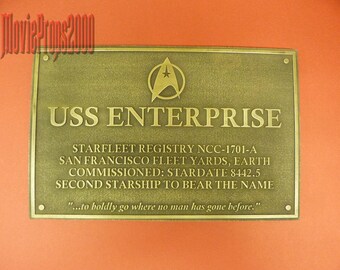 JMovieProps2000
USS ENTERPRISE
STARFLEET REGISTRY NCC-1701-A
SAN FRANCISCO FLEET YARDS, EARTH
COMMISSIONED: STARDATE 8442.5
SECOND STARSHIP TO BEAR THE NAME
"...to boldly go where no man has gone before."